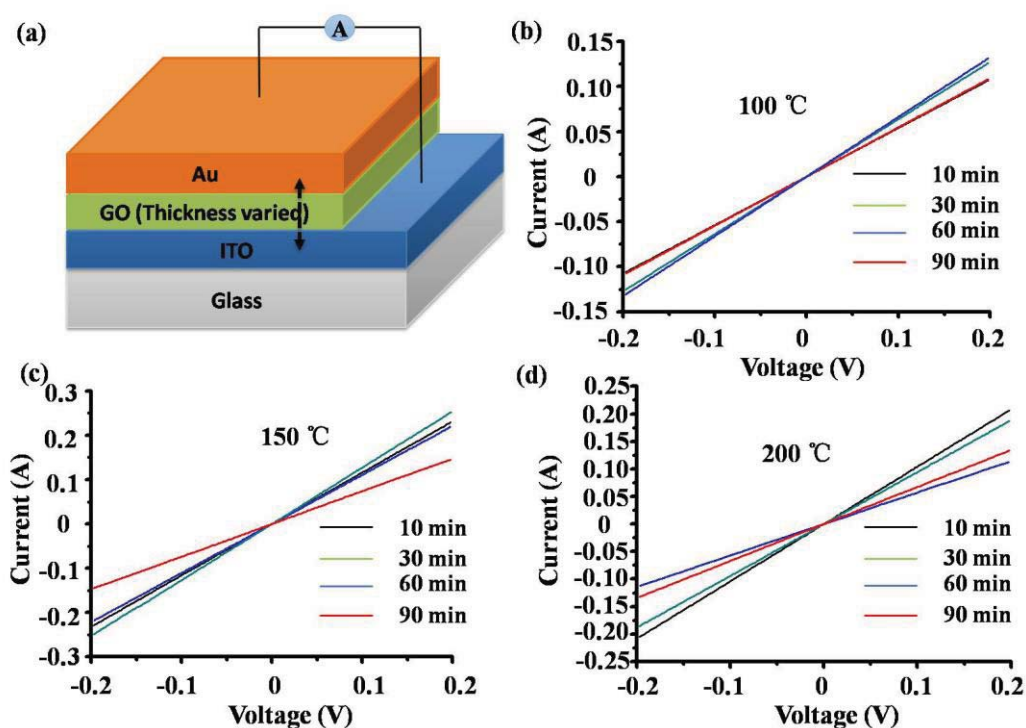 (a)
A
Au
GO (Thickness varied)
ITO
Glass
(b)
Current (A)
0.15
0.10
0.05
0
-0.05
-0.10
-0.15
100 ℃
10 min
30 min
60 min
90 min
-0.2
-0.1
0
0.1
0.2
Voltage (V)
(c)
Current (A)
0.3
0.2
0.1
0
-0.1
-0.2
-0.3
150 ℃
10 min
30 min
60 min
90 min
-0.2
-0.1
0
0.1
0.2
Voltage (V)
(d)
Current (A)
0.25
0.20
0.15
0.10
0.05
0
-0.05
-0.10
-0.15
-0.20
-0.25
200 ℃
10 min
30 min
60 min
90 min
-0.2
-0.1
0
0.1
0.2
Voltage (V)